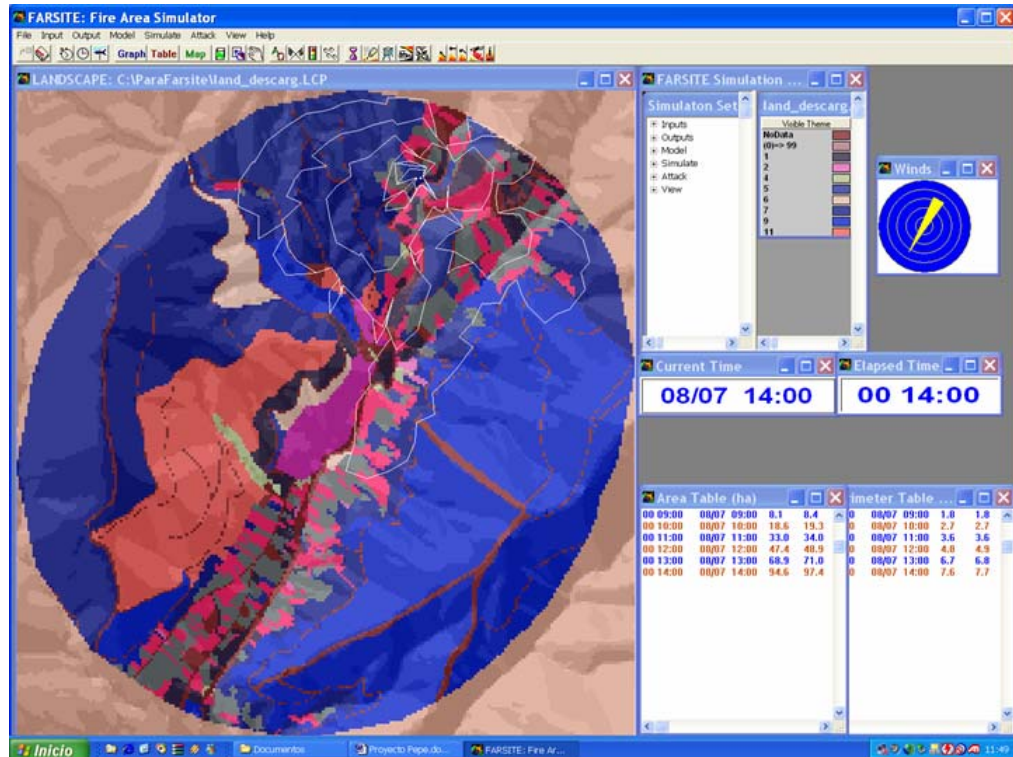 FARSITE: Fire Area Simulator
File Input Output Model Simulate Attack View Help
Graph Table Map
LANDSCAPE: C:\ParaFarsite\land_descarg.LCP
FARSITE Simulation ...
Simulaton Set
Inputs
Outputs
Model
Simulate
Attack
View
land_descarg.
Visible Theme
NoData
(0)=> 99
1
2
4
5
6
7
9
11
Winds
Current Time
08/07 14:00
Elapsed Time
00 14:00
Area Table (ha)
00 09:00 08/07 09:00 8.1 8.4
00 10:00 08/07 10:00 18.6 19.3
00 11:00 08/07 11:00 33.0 34.0
00 12:00 08/07 12:00 47.4 48.9
00 13:00 08/07 13:00 68.9 71.0
00 14:00 08/07 14:00 94.6 97.4
rimeter Table ...
0 08/07 09:00 1.8 1.8
0 08/07 10:00 2.7 2.7
0 08/07 11:00 3.6 3.6
0 08/07 12:00 4.8 4.9
0 08/07 13:00 6.7 6.8
0 08/07 14:00 7.6 7.7
Inicio
Documentos
Proyecto Pepe.do...
FARSITE: Fire Ar...
11:49